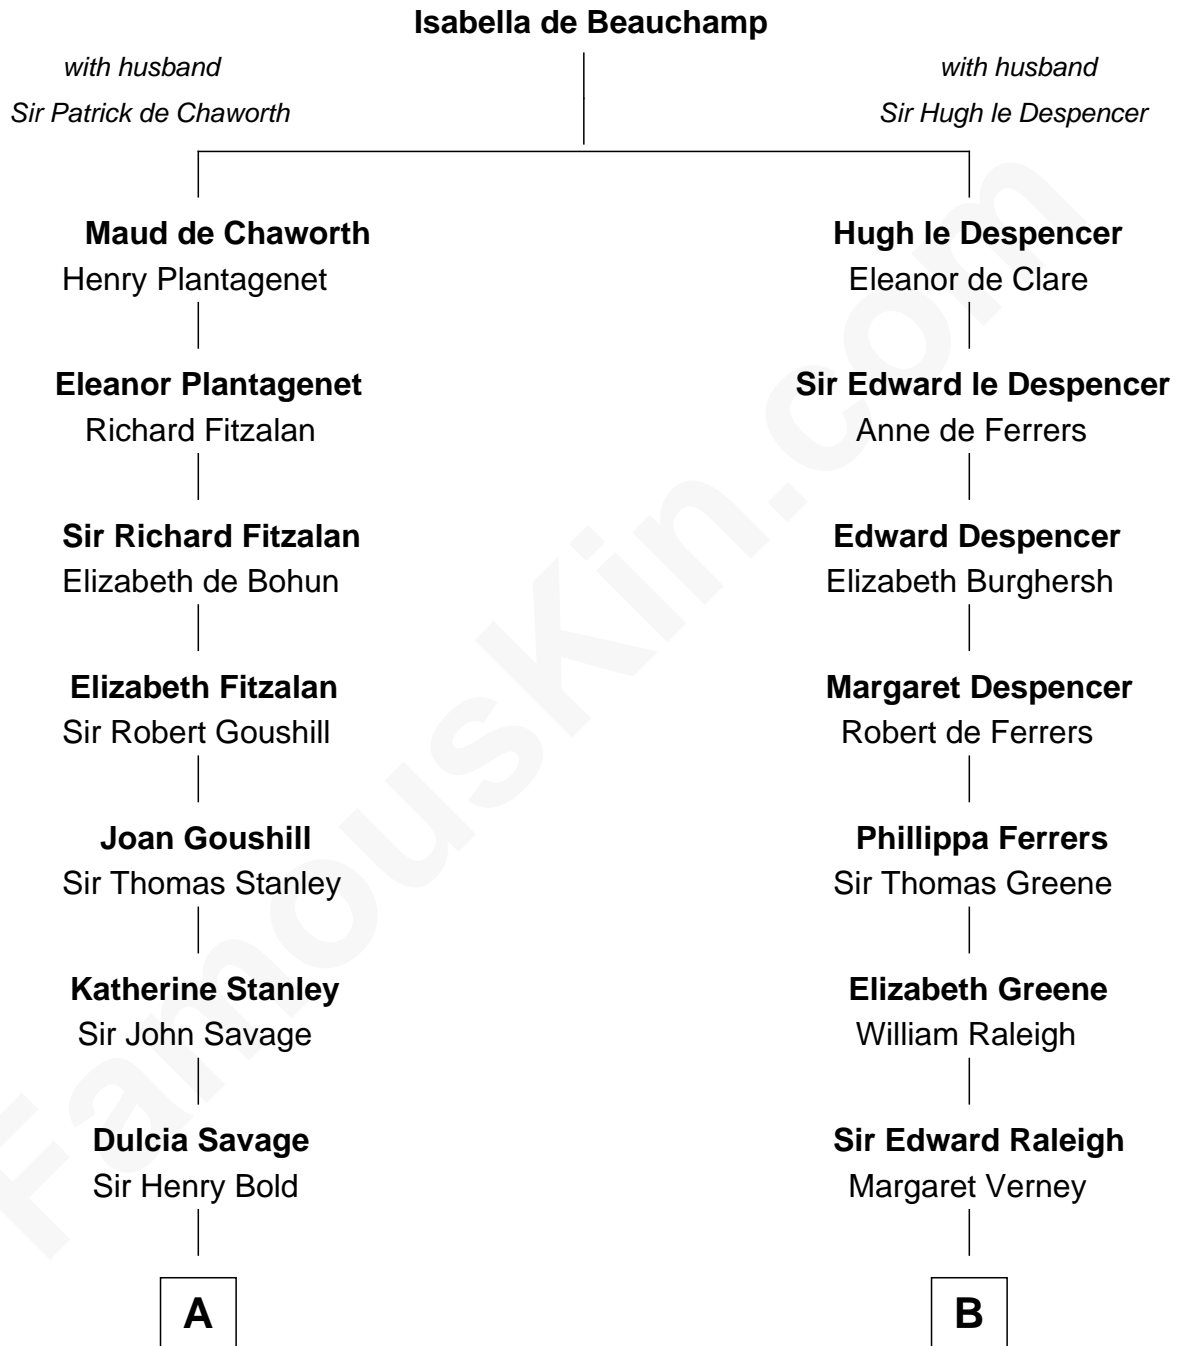 Isabella de Beauchamp
with husband
Sir Patrick de Chaworth
with husband
Sir Hugh le Despencer
Maud de Chaworth
Henry Plantagenet
Hugh le Despencer
Eleanor de Clare
Eleanor Plantagenet
Richard Fitzalan
Sir Edward le Despencer
Anne de Ferrers
Sir Richard Fitzalan
Elizabeth de Bohun
Edward Despencer
Elizabeth Burghersh
Elizabeth Fitzalan
Sir Robert Goushill
Margaret Despencer
Robert de Ferrers
Joan Goushill
Sir Thomas Stanley
Phillippa Ferrers
Sir Thomas Greene
Katherine Stanley
Sir John Savage
Elizabeth Greene
William Raleigh
Dulcia Savage
Sir Henry Bold
Sir Edward Raleigh
Margaret Verney
A
B
FamousKin.com